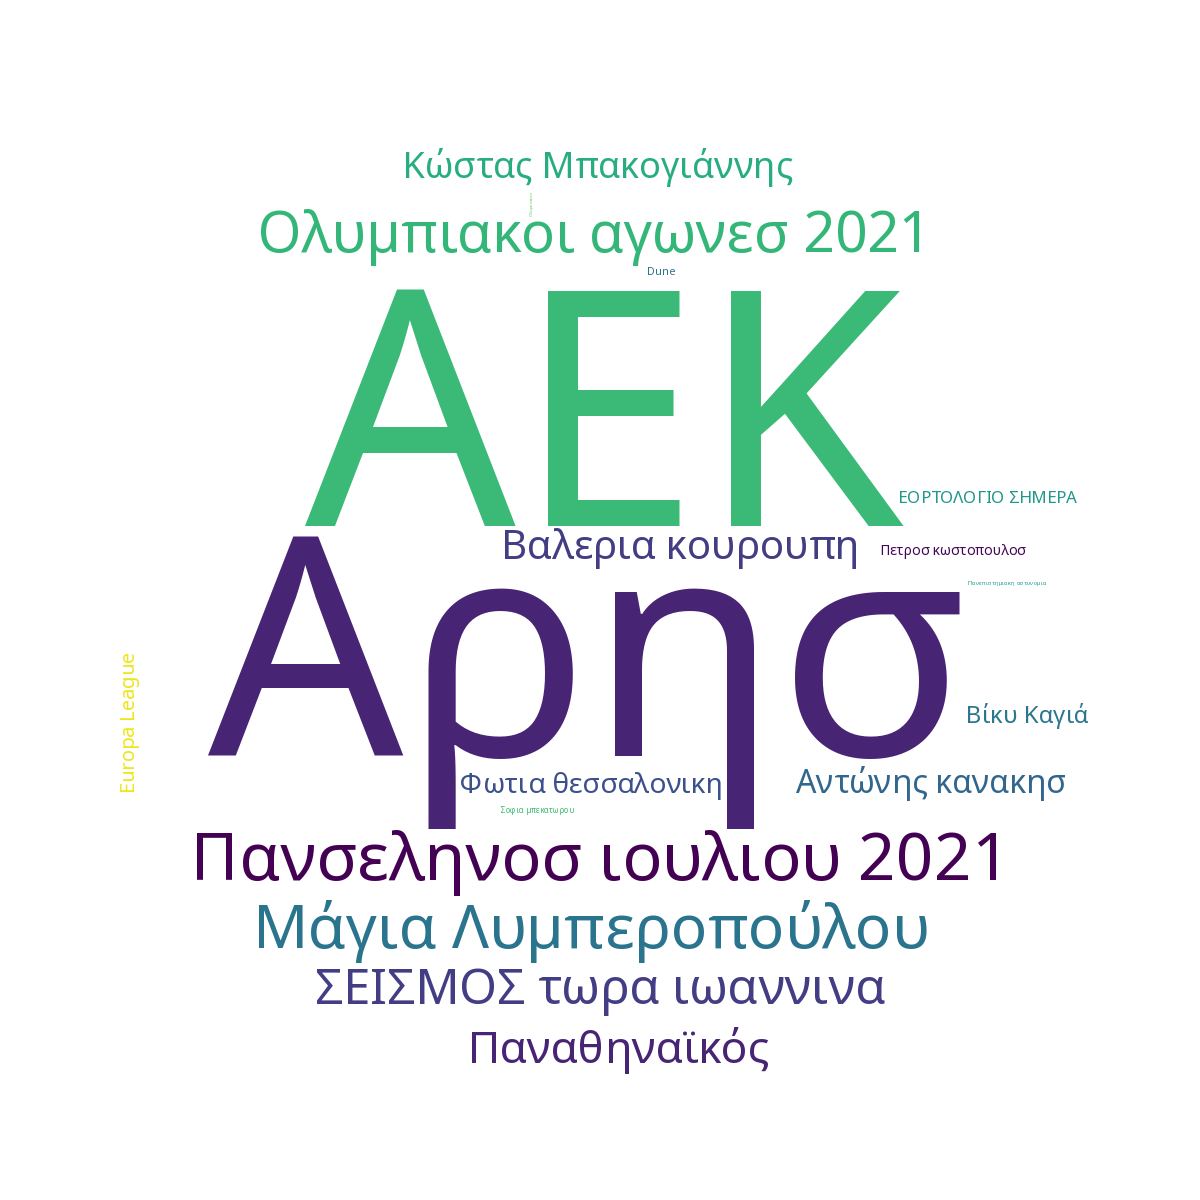 Κώστας Μπακογιάννης
Ολυμπιακοι αγωνεσ 2021
Dune
ΑΕΚ
ΕΟΡΤΟΛΟΓΙΟ ΣΗΜΕΡΑ
Βαλερια κουρουπη
Πετροσ κωστοπουλοσ
Πανεπιστημιακη αστυνομια
Αρησ
Europa League
Βίκυ Καγιά
Φωτια θεσσαλονικη
Αντώνης κανακησ
Σοφια μπεκατωρου
Πανσεληνοσ ιουλιου 2021
Μάγια Λυμπεροπούλου
ΣΕΙΣΜΟΣ τωρα ιωαννινα
Παναθηναϊκός